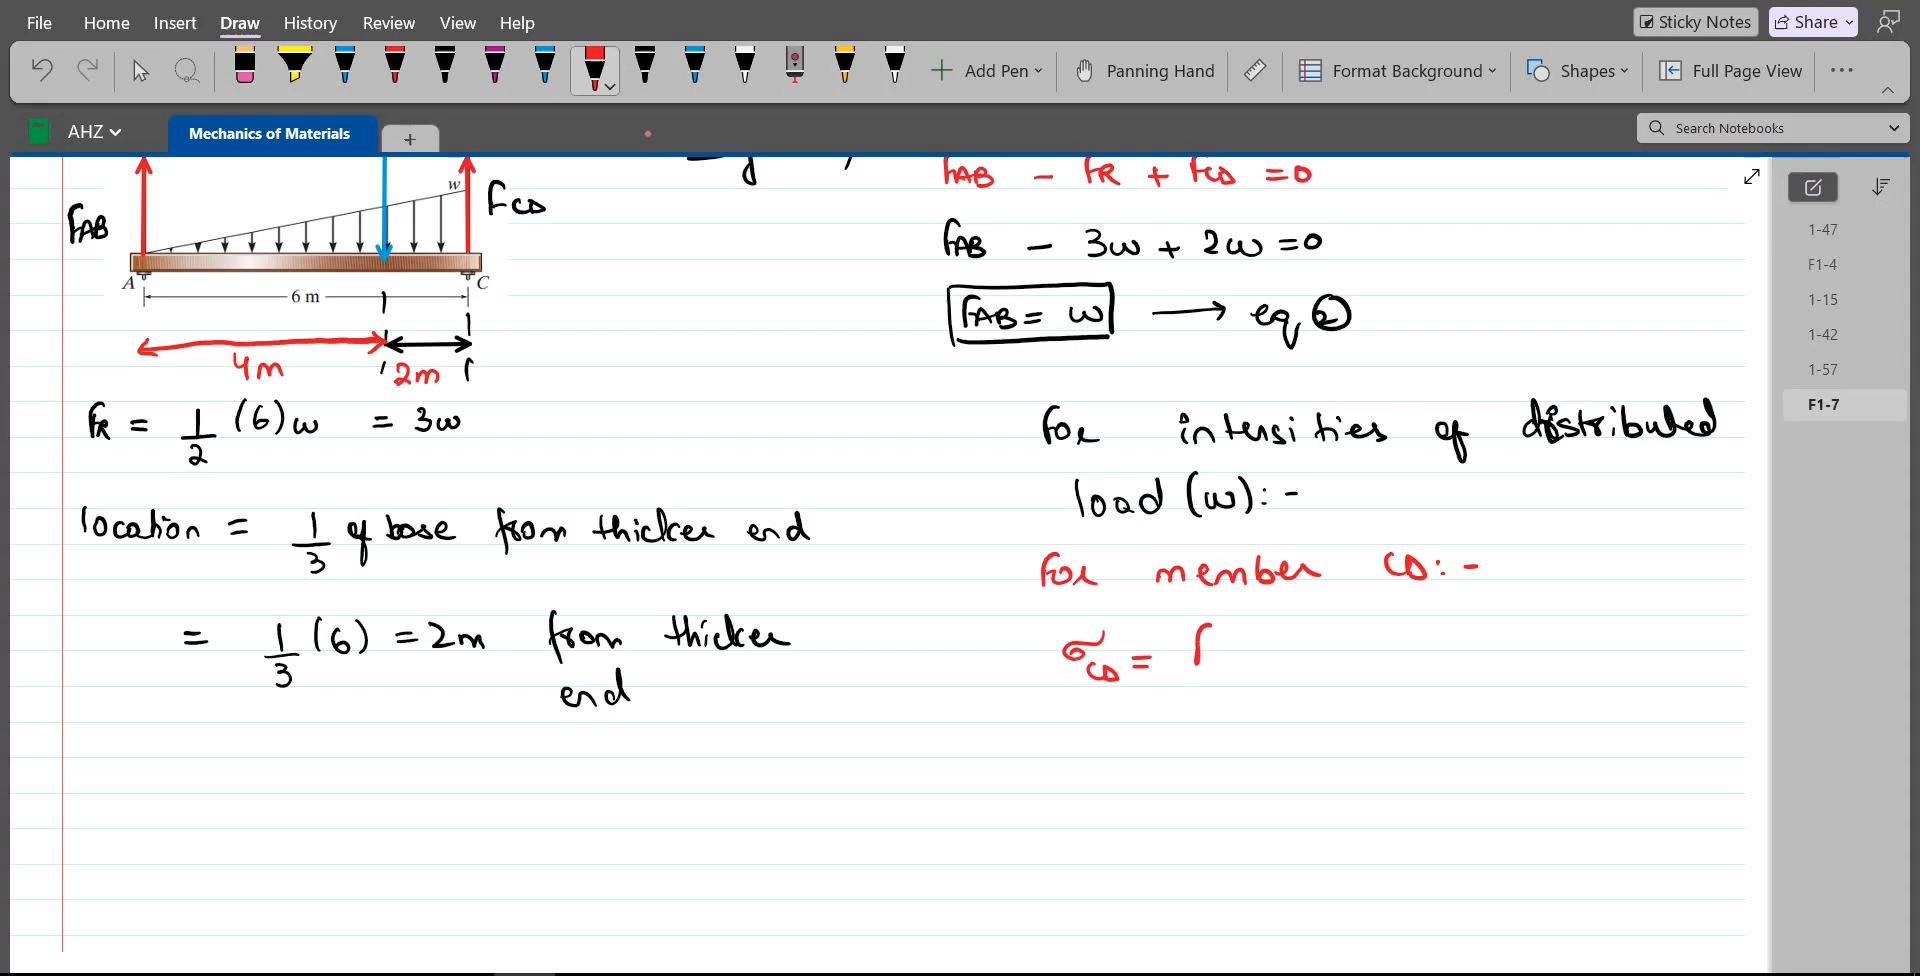 File Home Insert Draw History Review View Help
Sticky Notes Share
Add Pen Panning Hand Format Background Shapes Full Page View
AHZ Mechanics of Materials +
Search Notebooks
1-47
F1-4
1-15
1-42
1-57
F1-7
FAB
w
FCD
A
6 m
C
4m
2m
FR = 1/2 (6)w = 3w
location = 1/3 of base from thicker end
= 1/3 (6) = 2m from thicker
end
FAB - FR + FCD = 0
FAB - 3w + 2w = 0
FAB = w → eq ②
For intensities of distributed
load (w):-
For member CD:-
σCD =